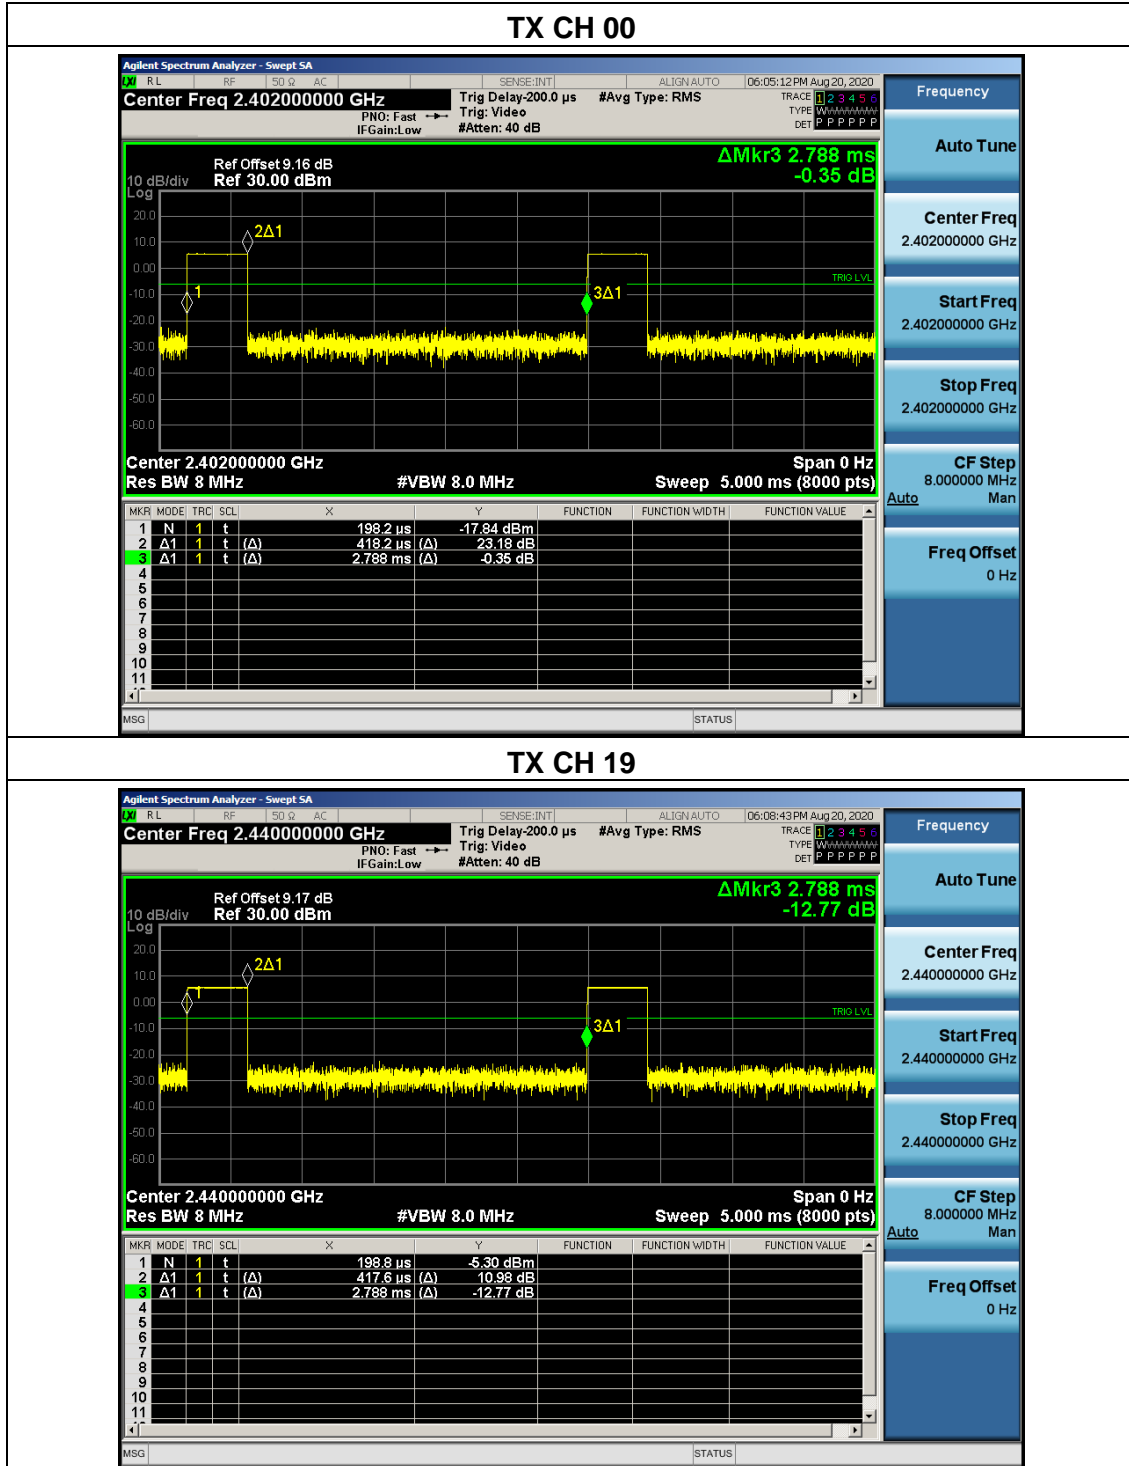 TX CH 00
Agilent Spectrum Analyzer - Swept SA
LXI RL RF 50 Ω AC SENSE:INT ALIGN AUTO 06:05:12 PM Aug 20, 2020
Center Freq 2.402000000 GHz Trig Delay-200.0 µs #Avg Type: RMS TRACE 1 2 3 4 5 6
PNO: Fast Trig: Video TYPE
IFGain:Low #Atten: 40 dB DET P P P P P P
Frequency
Auto Tune
Center Freq
2.402000000 GHz
Start Freq
2.402000000 GHz
Stop Freq
2.402000000 GHz
CF Step
8.000000 MHz
Auto Man
Freq Offset
0 Hz
ΔMkr3 2.788 ms
-0.35 dB
Ref Offset 9.16 dB
10 dB/div Ref 30.00 dBm
Log
20.0
10.0
0.00
-10.0
-20.0
-30.0
-40.0
-50.0
-60.0
2Δ1
1
3Δ1
TRIG LVL
Center 2.402000000 GHz Span 0 Hz
Res BW 8 MHz #VBW 8.0 MHz Sweep 5.000 ms (8000 pts)
MKR MODE TRC SCL X Y FUNCTION FUNCTION WIDTH FUNCTION VALUE
1 N 1 t 198.2 µs -17.84 dBm
2 Δ1 1 t (Δ) 418.2 µs (Δ) 23.18 dB
3 Δ1 1 t (Δ) 2.788 ms (Δ) -0.35 dB
4
5
6
7
8
9
10
11
MSG STATUS
TX CH 19
Agilent Spectrum Analyzer - Swept SA
LXI RL RF 50 Ω AC SENSE:INT ALIGN AUTO 06:08:43 PM Aug 20, 2020
Center Freq 2.440000000 GHz Trig Delay-200.0 µs #Avg Type: RMS TRACE 1 2 3 4 5 6
PNO: Fast Trig: Video TYPE
IFGain:Low #Atten: 40 dB DET P P P P P P
Frequency
Auto Tune
Center Freq
2.440000000 GHz
Start Freq
2.440000000 GHz
Stop Freq
2.440000000 GHz
CF Step
8.000000 MHz
Auto Man
Freq Offset
0 Hz
ΔMkr3 2.788 ms
-12.77 dB
Ref Offset 9.17 dB
10 dB/div Ref 30.00 dBm
Log
20.0
10.0
0.00
-10.0
-20.0
-30.0
-40.0
-50.0
-60.0
2Δ1
1
3Δ1
TRIG LVL
Center 2.440000000 GHz Span 0 Hz
Res BW 8 MHz #VBW 8.0 MHz Sweep 5.000 ms (8000 pts)
MKR MODE TRC SCL X Y FUNCTION FUNCTION WIDTH FUNCTION VALUE
1 N 1 t 198.8 µs -5.30 dBm
2 Δ1 1 t (Δ) 417.6 µs (Δ) 10.98 dB
3 Δ1 1 t (Δ) 2.788 ms (Δ) -12.77 dB
4
5
6
7
8
9
10
11
MSG STATUS